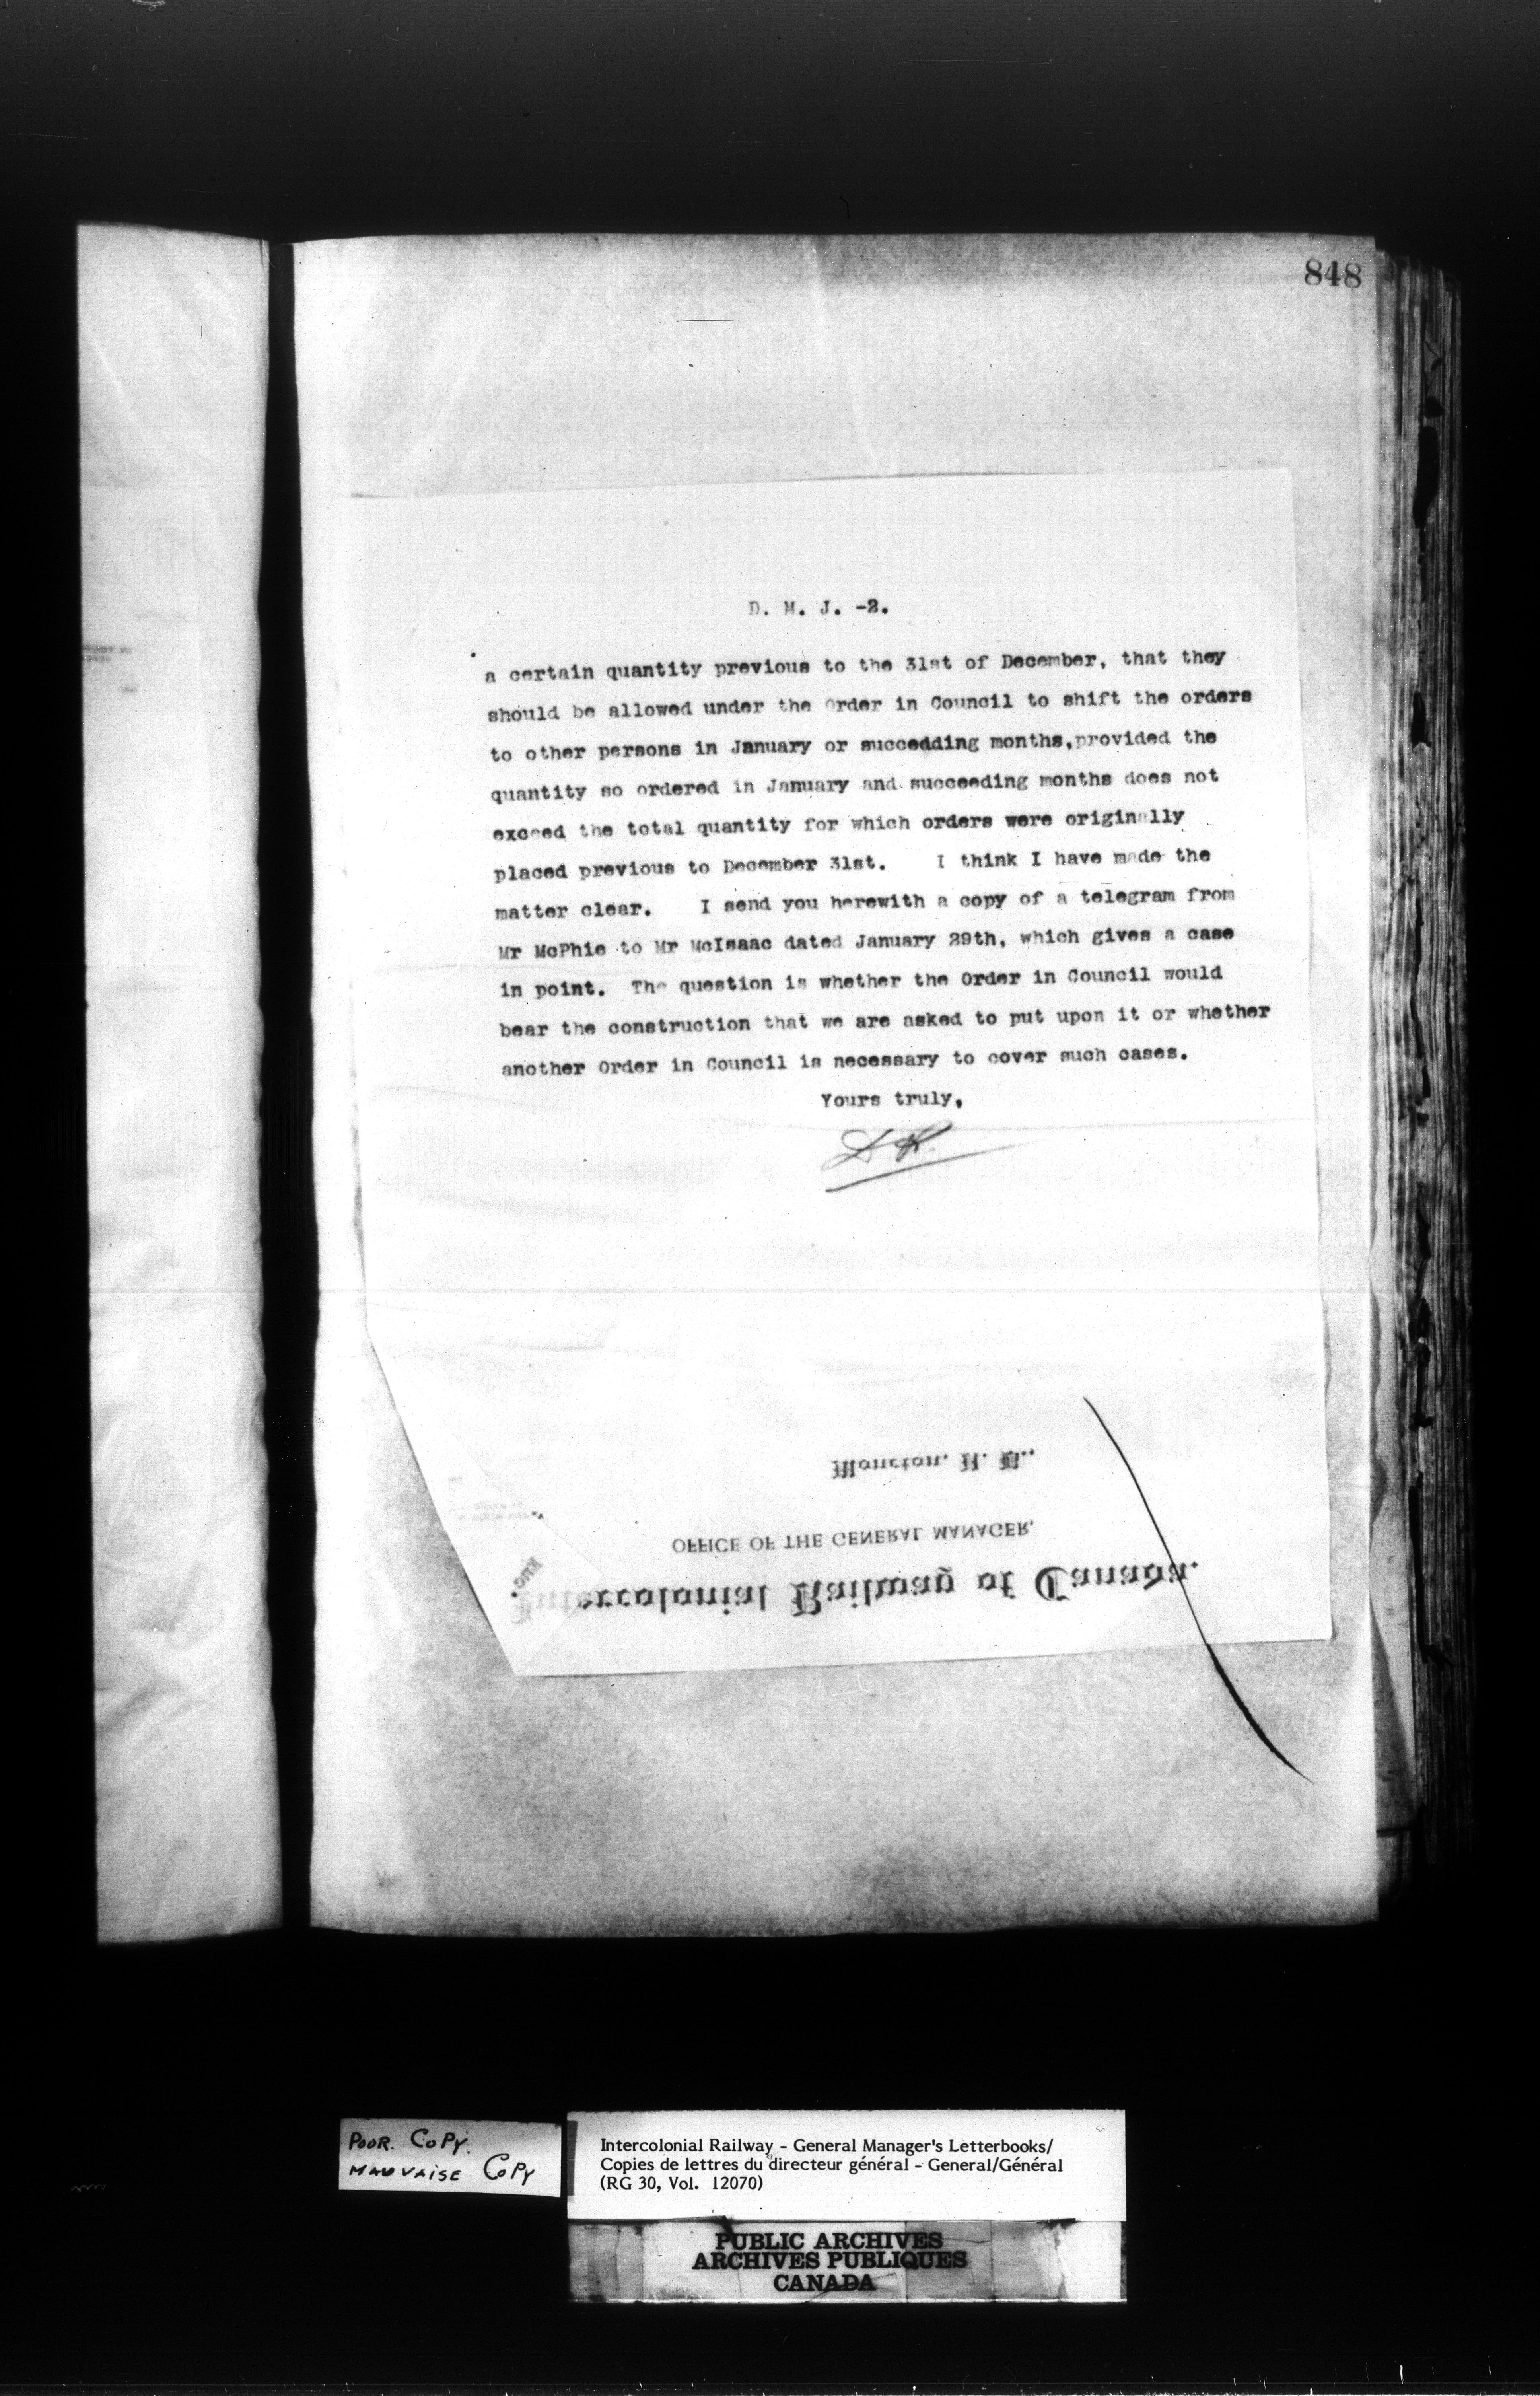 848
D. M. J. -2.
a certain quantity previous to the 31st of December, that they
should be allowed under the Order in Council to shift the orders
to other persons in January or succedding months,provided the
quantity so ordered in January and succeeding months does not
exceed the total quantity for which orders were originally
placed previous to December 31st. I think I have made the
matter clear. I send you herewith a copy of a telegram from
Mr McPhie to Mr McIsaac dated January 29th, which gives a case
in point. The question is whether the Order in Council would
bear the construction that we are asked to put upon it or whether
another Order in Council is necessary to cover such cases.
Yours truly,
Moncton, N. B.,
OFFICE OF THE GENERAL MANAGER,
Intercolonial Railway of Canada.
POOR. COPY.
MAUVAISE COPY
Intercolonial Railway - General Manager's Letterbooks/
Copies de lettres du directeur général - General/Général
(RG 30, Vol. 12070)
PUBLIC ARCHIVES
ARCHIVES PUBLIQUES
CANADA